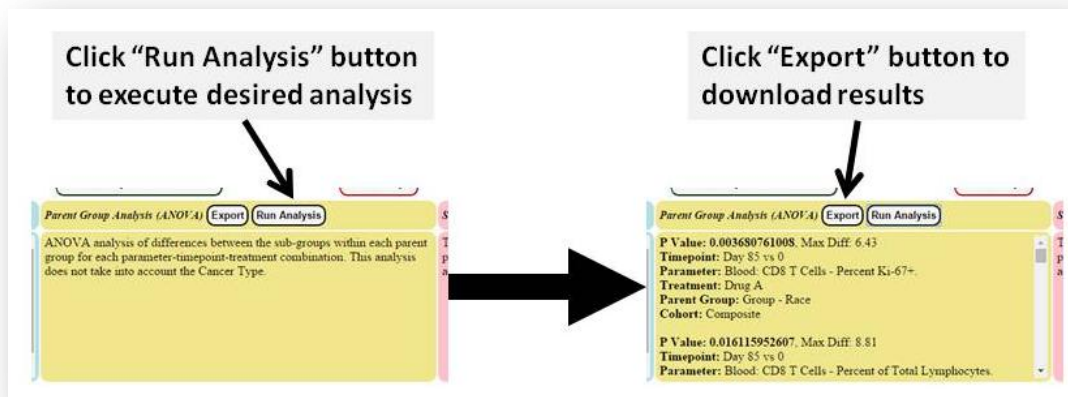 Click “Run Analysis” button
to execute desired analysis
Click “Export” button to
download results
Parent Group Analysis (ANOVA) Export Run Analysis
ANOVA analysis of differences between the sub-groups within each parent
group for each parameter-timepoint-treatment combination. This analysis
does not take into account the Cancer Type.
S
T
p
a
Parent Group Analysis (ANOVA) Export Run Analysis
P Value: 0.003680761008, Max Diff: 6.43
Timepoint: Day 85 vs 0
Parameter: Blood: CD8 T Cells - Percent Ki-67+.
Treatment: Drug A
Parent Group: Group - Race
Cohort: Composite
P Value: 0.016115952607, Max Diff: 8.81
Timepoint: Day 85 vs 0
Parameter: Blood: CD8 T Cells - Percent of Total Lymphocytes.
S
T
p
a